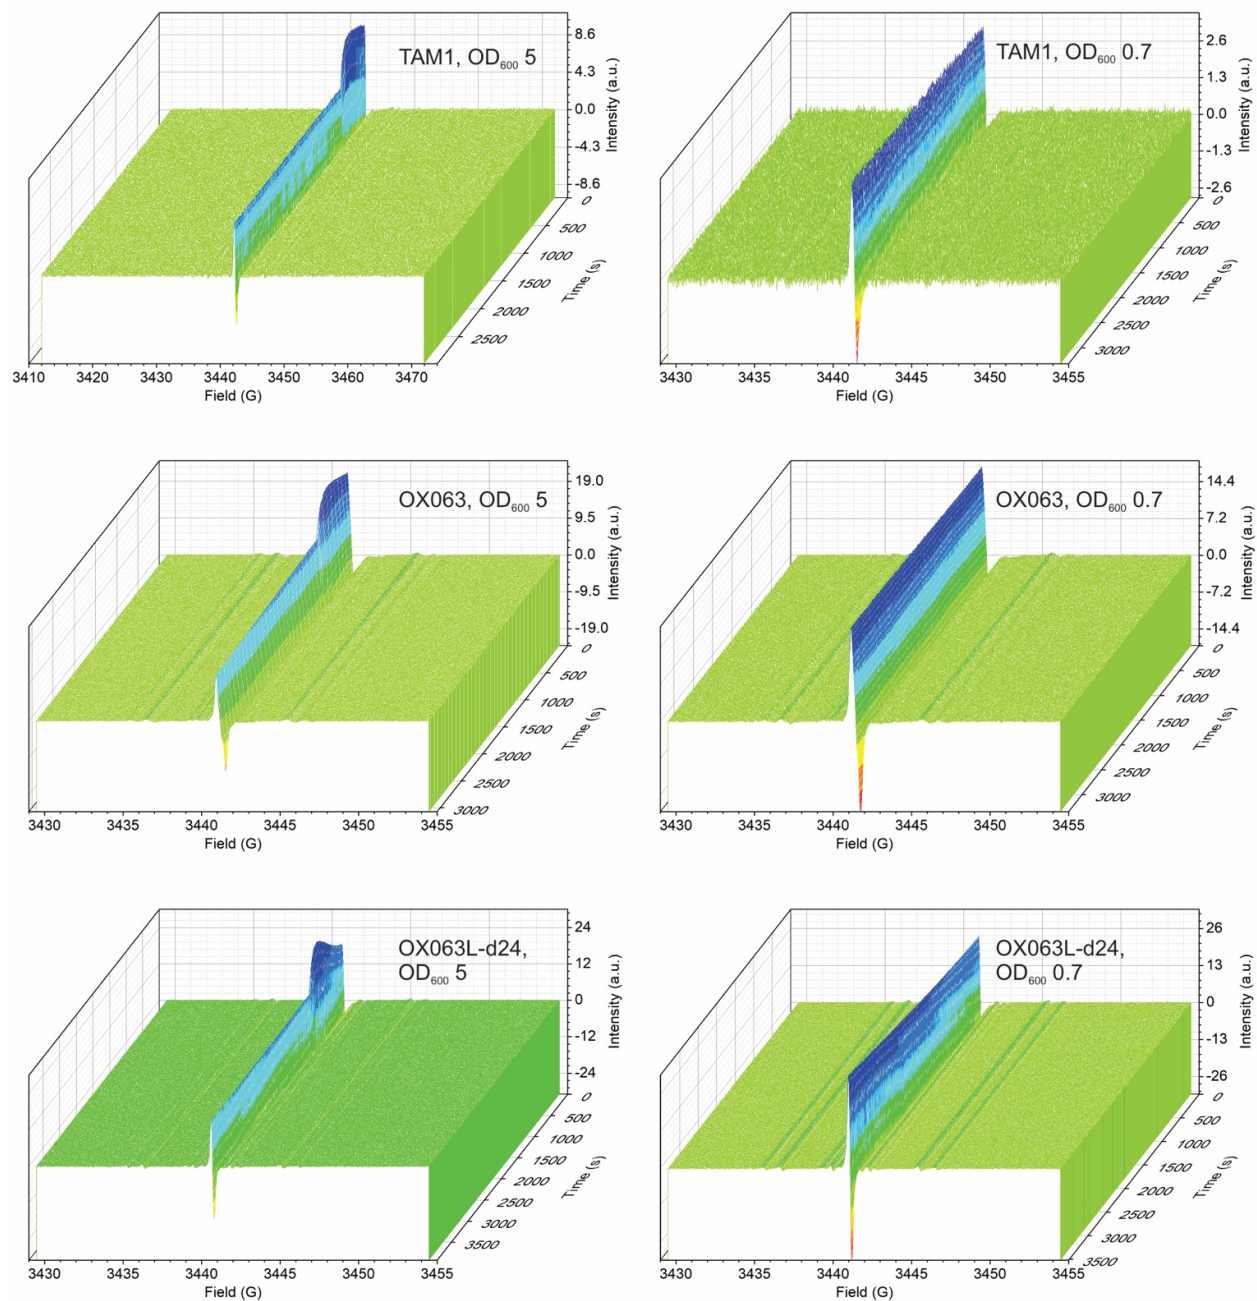 TAM1, OD600 5
8.6
4.3
0.0
-4.3
-8.6
Intensity (a.u.)
0
500
1000
1500
2000
2500
Time (s)
3410 3420 3430 3440 3450 3460 3470
Field (G)
TAM1, OD600 0.7
2.6
1.3
0.0
-1.3
-2.6
Intensity (a.u.)
0
500
1000
1500
2000
2500
3000
Time (s)
3430 3435 3440 3445 3450 3455
Field (G)
OX063, OD600 5
19.0
9.5
0.0
-9.5
-19.0
Intensity (a.u.)
0
500
1000
1500
2000
2500
3000
Time (s)
3430 3435 3440 3445 3450 3455
Field (G)
OX063, OD600 0.7
14.4
7.2
0.0
-7.2
-14.4
Intensity (a.u.)
0
500
1000
1500
2000
2500
3000
Time (s)
3430 3435 3440 3445 3450 3455
Field (G)
OX063L-d24,
OD600 5
24
12
0
-12
-24
Intensity (a.u.)
0
500
1000
1500
2000
2500
3000
3500
Time (s)
3430 3435 3440 3445 3450 3455
Field (G)
OX063L-d24,
OD600 0.7
26
13
0
-13
-26
Intensity (a.u.)
0
500
1000
1500
2000
2500
3000
3500
Time (s)
3430 3435 3440 3445 3450 3455
Field (G)